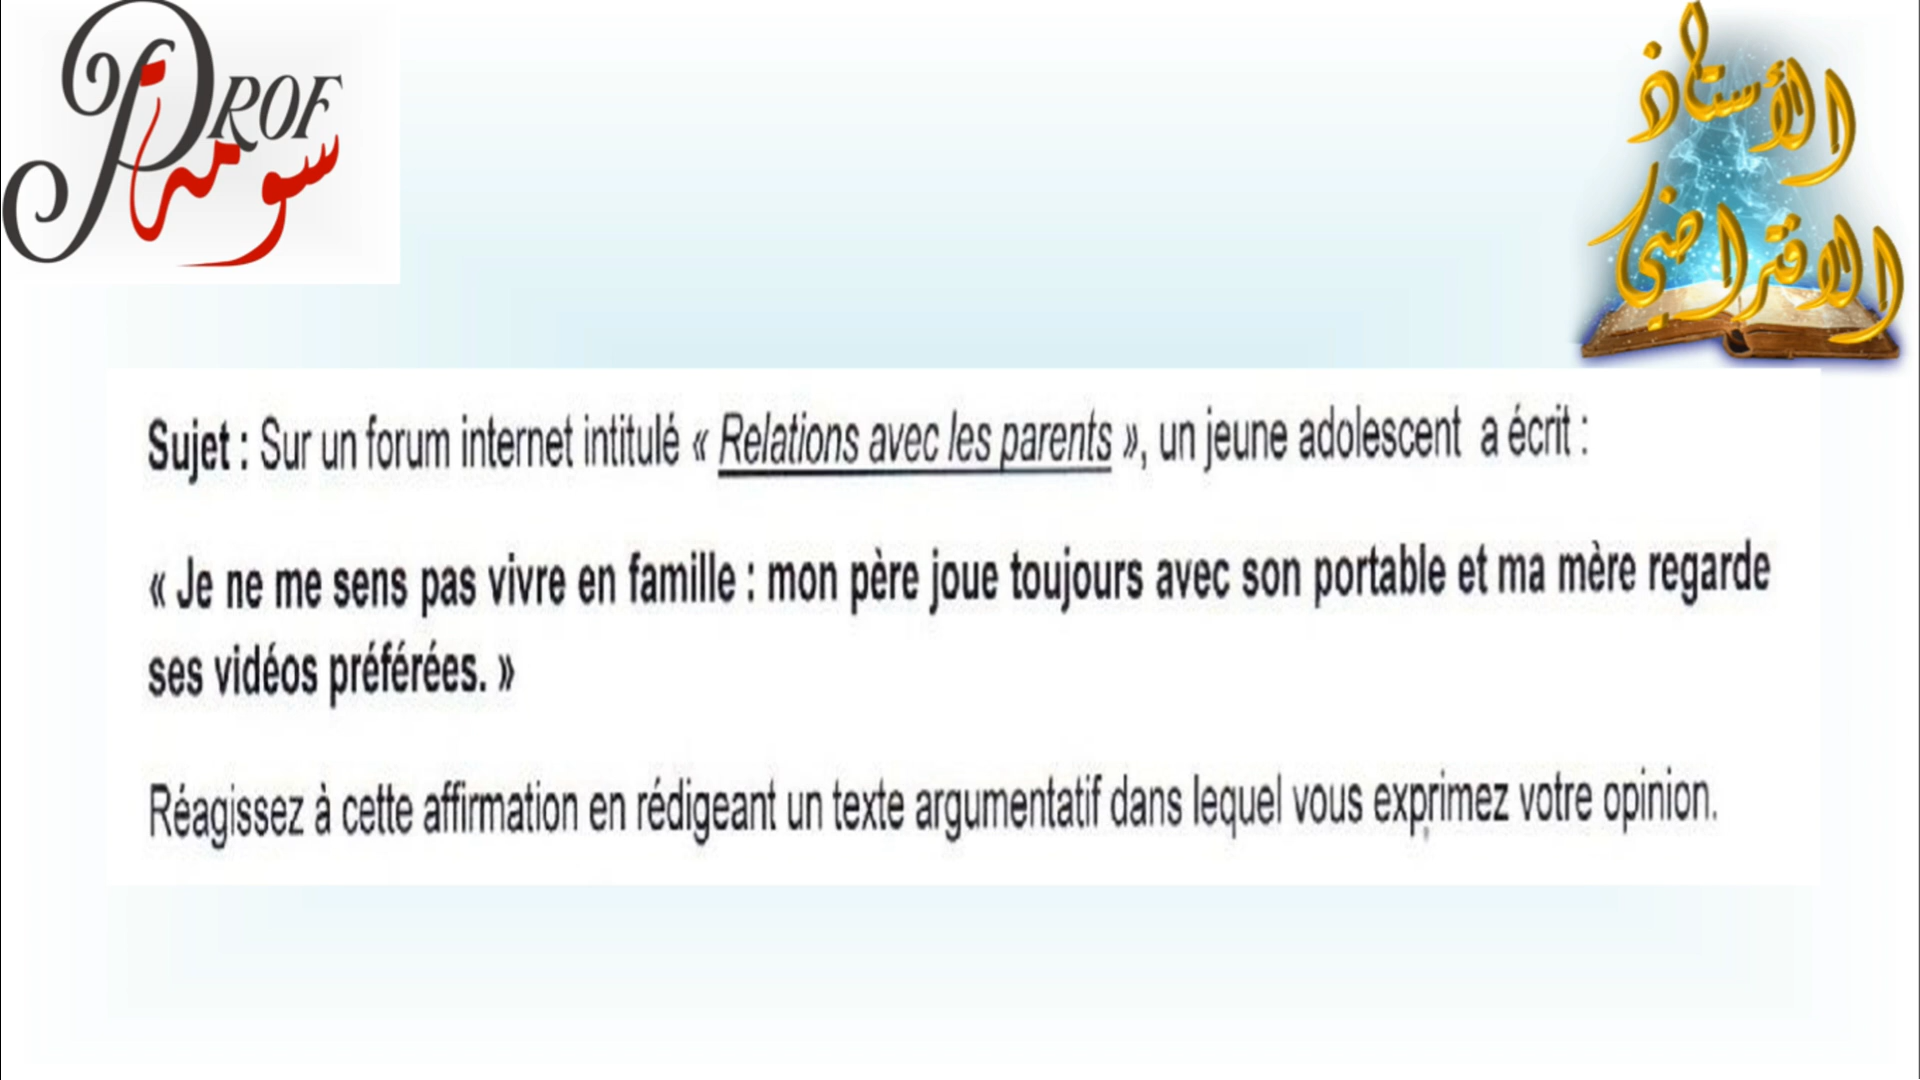 PROF
سومة
الأستاذ
الافتراضي
Sujet : Sur un forum internet intitulé « Relations avec les parents », un jeune adolescent a écrit :
« Je ne me sens pas vivre en famille : mon père joue toujours avec son portable et ma mère regarde
ses vidéos préférées. »
Réagissez à cette affirmation en rédigeant un texte argumentatif dans lequel vous exprimez votre opinion.